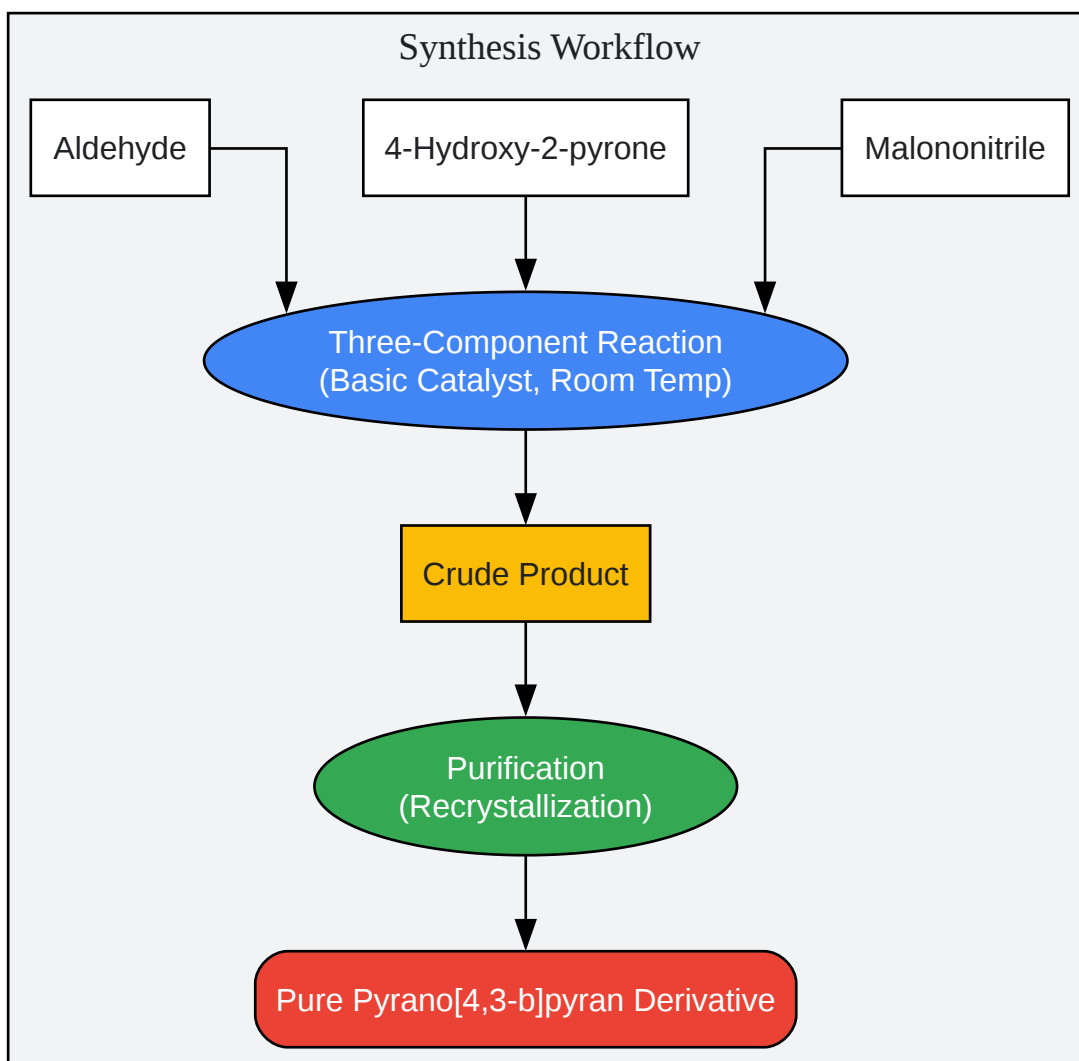 Synthesis Workflow
Aldehyde
4-Hydroxy-2-pyrone
Malononitrile
Three-Component Reaction
(Basic Catalyst, Room Temp)
Crude Product
Purification
(Recrystallization)
Pure Pyrano[4,3-b]pyran Derivative